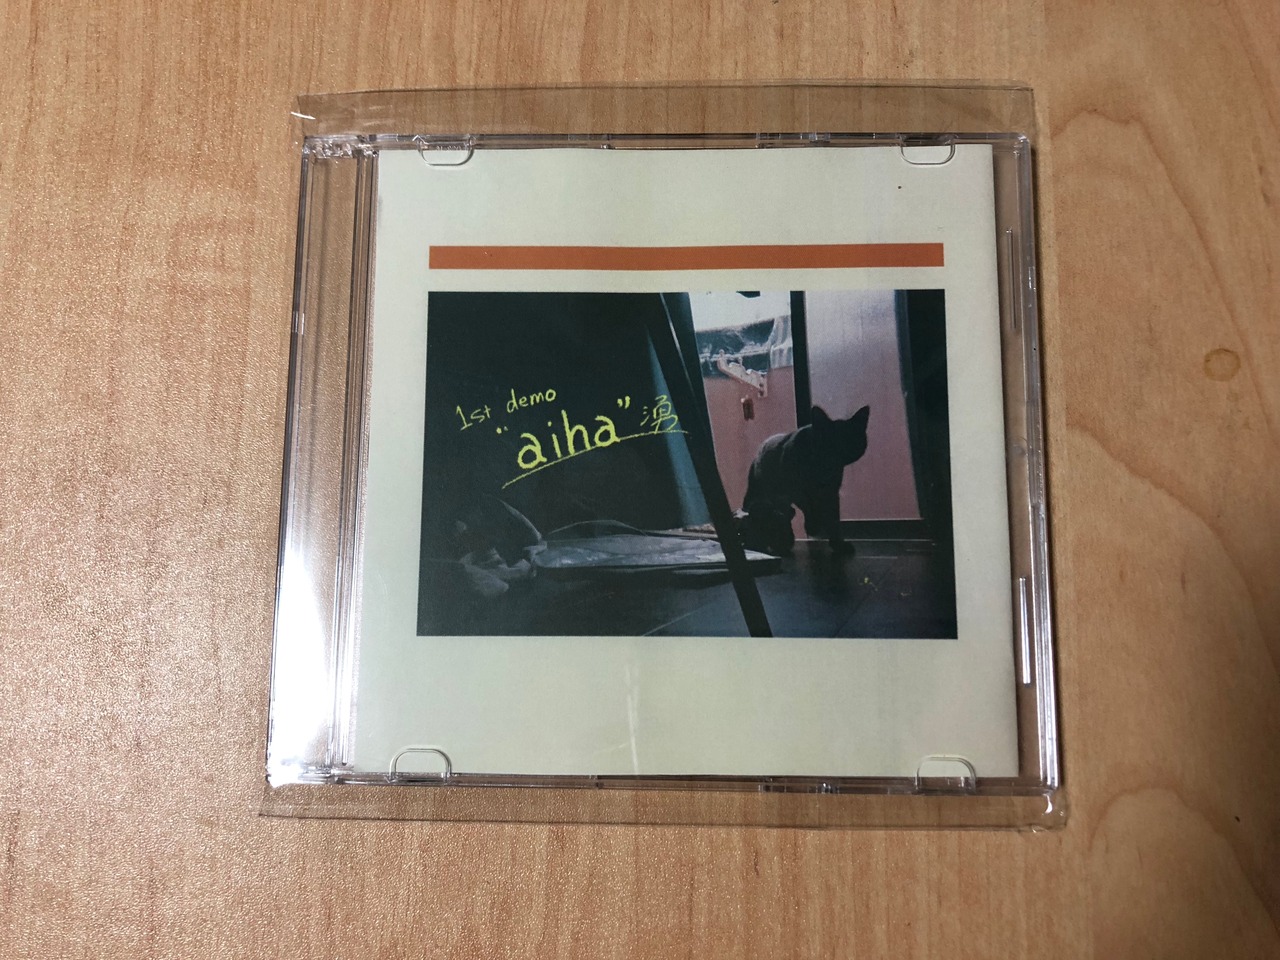 1st demo
"aiha" 湧